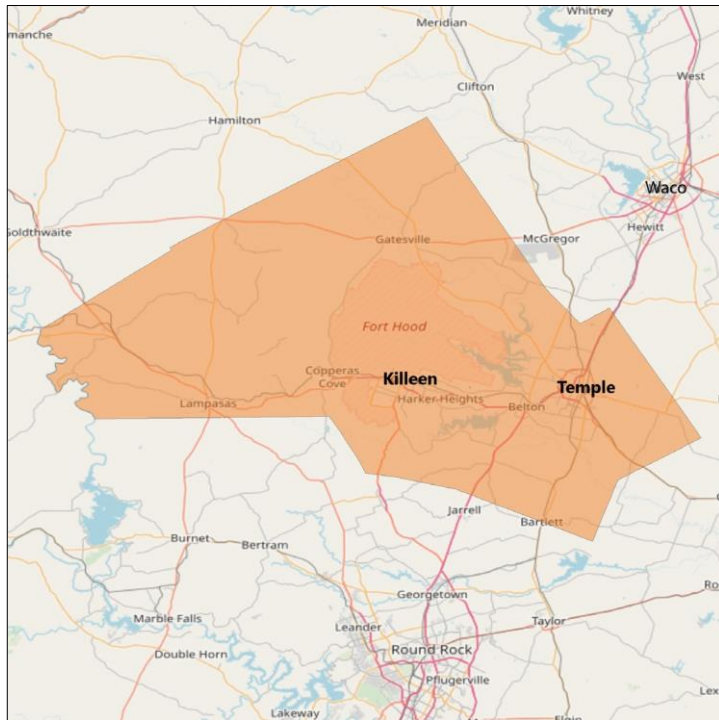 Whitney
manche
Meridian
West
Clifton
Hamilton
Waco
Hewitt
Goldthwaite
Gatesville
McGregor
Fort Hood
Copperas
Cove
Killeen
Temple
Lampasas
Harker Heights
Belton
Jarrell
Bartlett
Burnet
Bertram
Georgetown
Ro
Marble Falls
Leander
Taylor
Double Horn
Round Rock
Pflugerville
Lex
Lakeway
Elgin